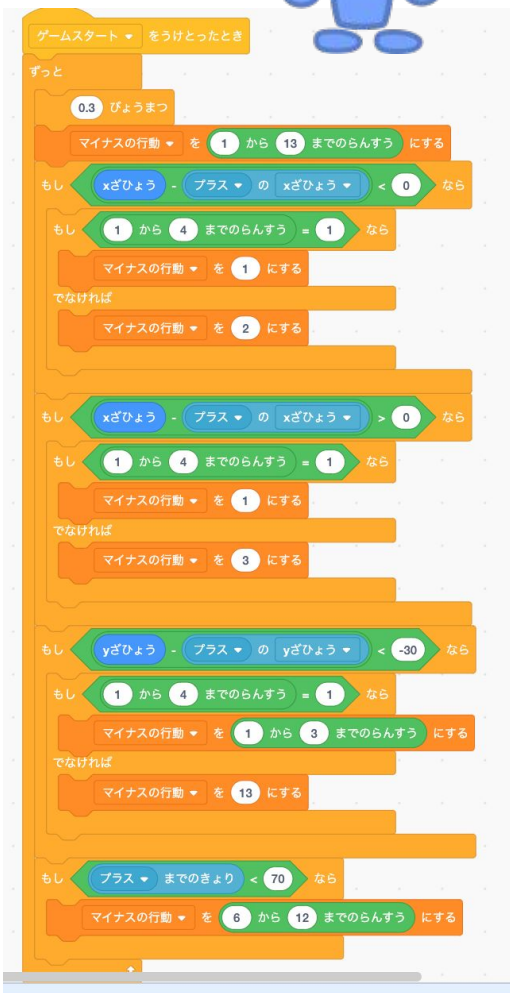 ゲームスタート をうけとったとき
ずっと
0.3 びょうまつ
マイナスの行動 を 1 から 13 までのらんすう にする
もし xざひょう - プラス の xざひょう < 0 なら
もし 1 から 4 までのらんすう = 1 なら
マイナスの行動 を 1 にする
でなければ
マイナスの行動 を 2 にする
もし xざひょう - プラス の xざひょう > 0 なら
もし 1 から 4 までのらんすう = 1 なら
マイナスの行動 を 1 にする
でなければ
マイナスの行動 を 3 にする
もし yざひょう - プラス の yざひょう < -30 なら
もし 1 から 4 までのらんすう = 1 なら
マイナスの行動 を 1 から 3 までのらんすう にする
でなければ
マイナスの行動 を 13 にする
もし プラス までのきょり < 70 なら
マイナスの行動 を 6 から 12 までのらんすう にする